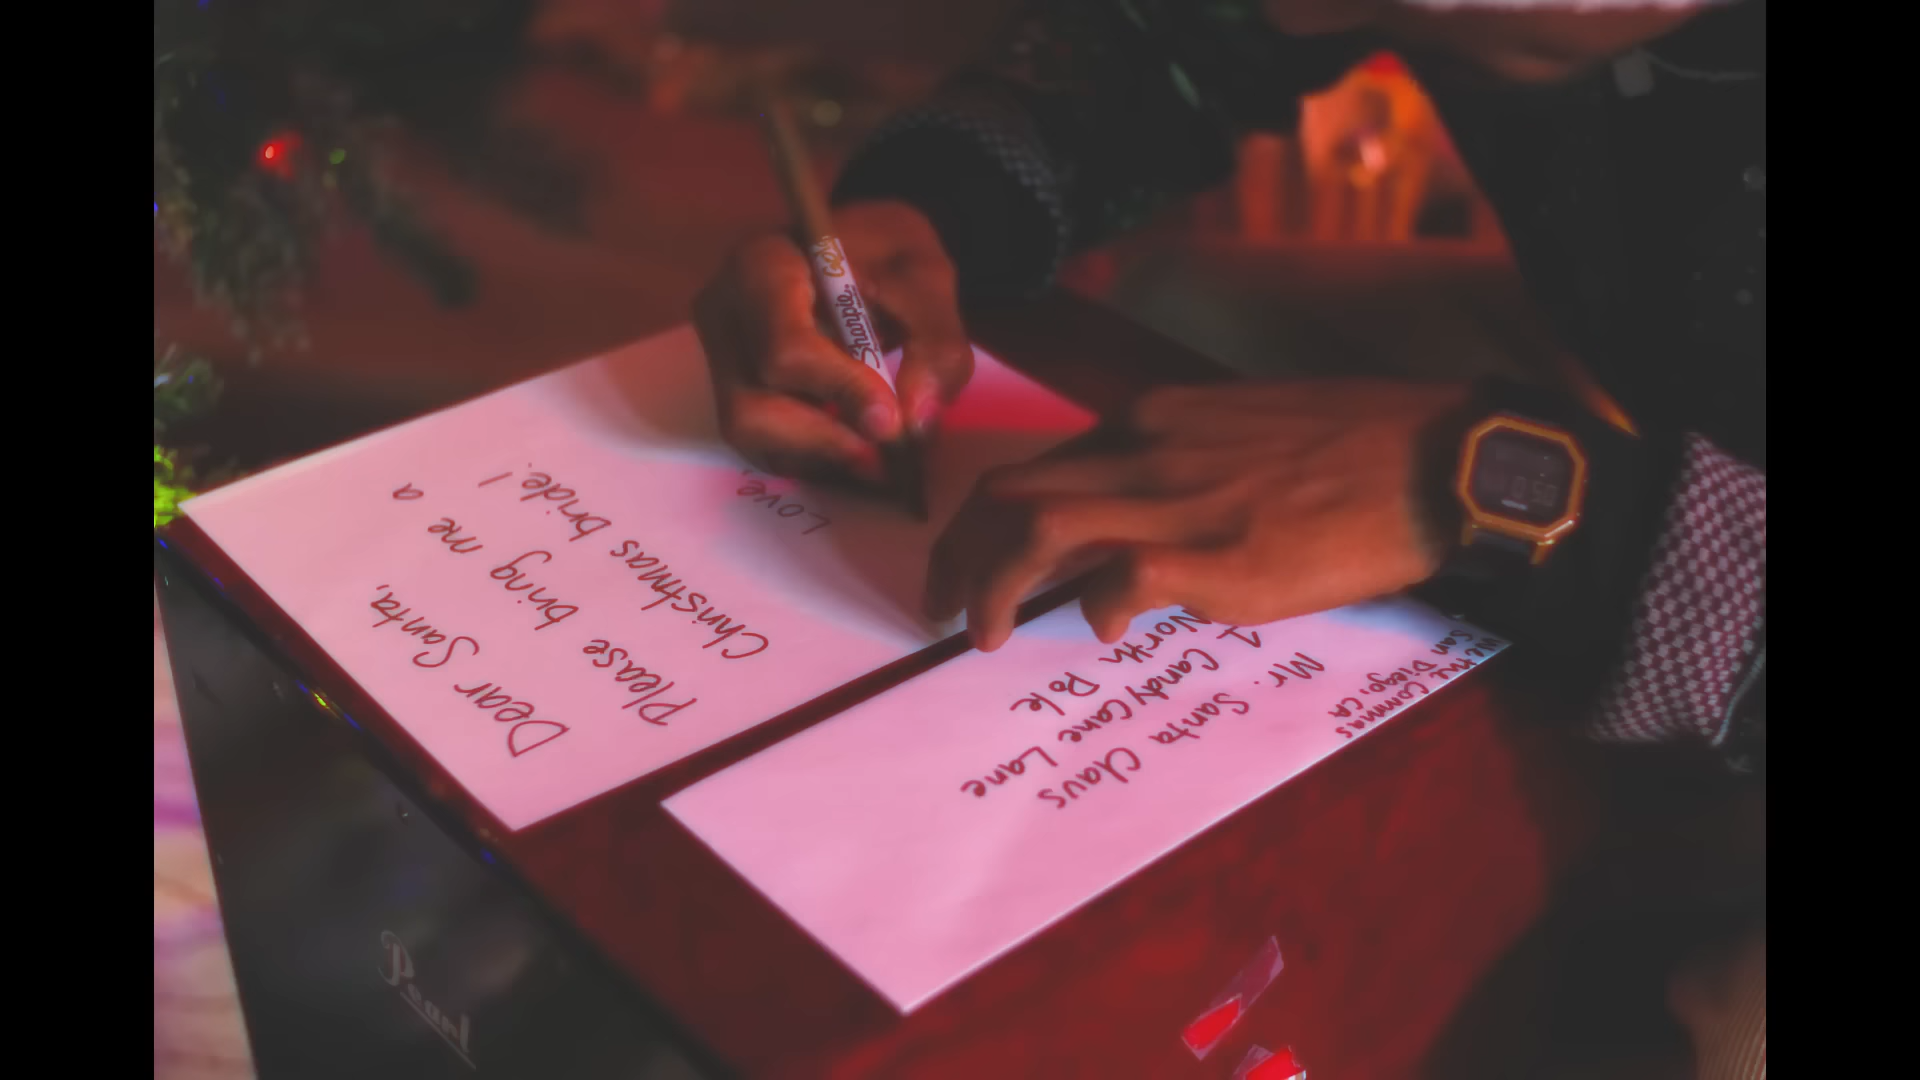 Dear Santa,
Please bring me a
Christmas bride!
Love,
San Diego, CA
Mr. Santa Claus
1 Candy Cane Lane
North Pole
Sharpie
Pearl